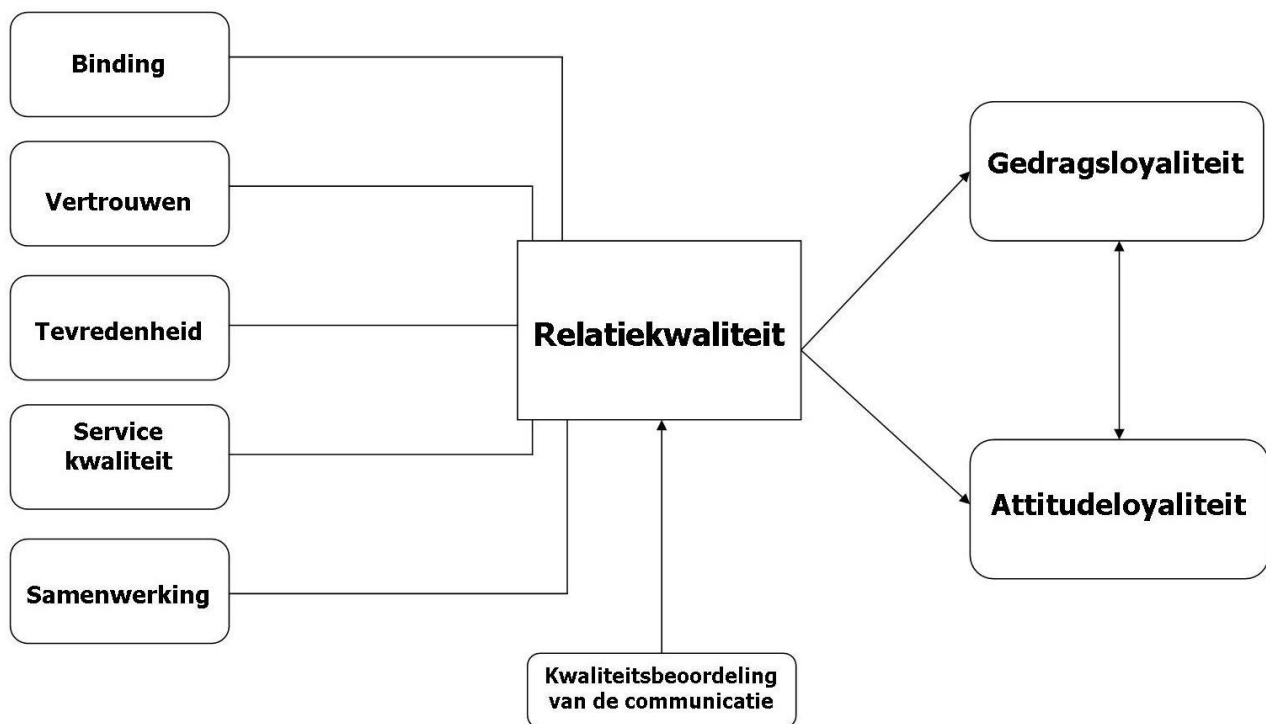 Binding
Vertrouwen
Tevredenheid
Service
kwaliteit
Samenwerking
Relatiekwaliteit
Kwaliteitsbeoordeling
van de communicatie
Gedragsloyaliteit
Attitudeloyaliteit